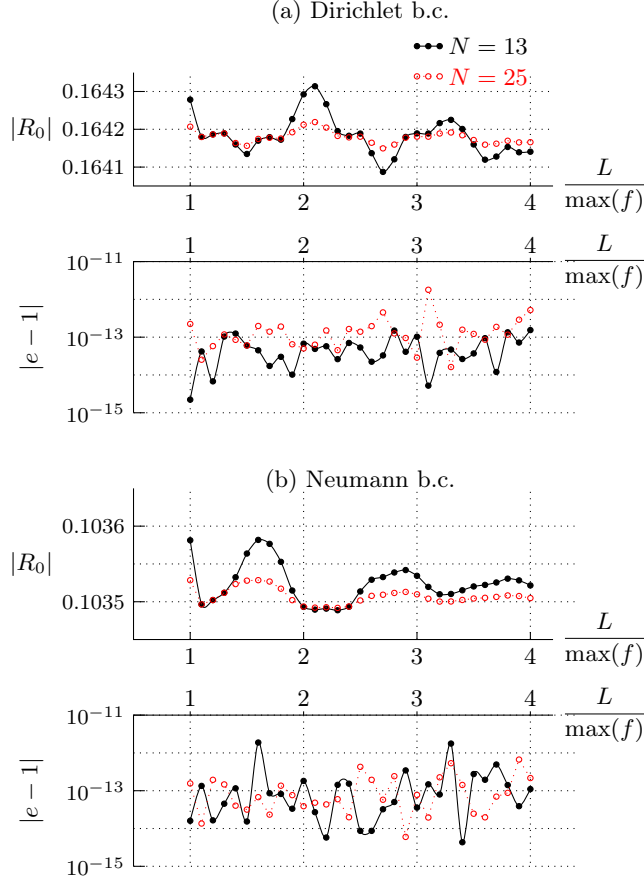 (a) Dirichlet b.c.
N = 13
N = 25
0.1643
|R₀| 0.1642
0.1641
1 2 3 4
L
max(f)
1 2 3 4
L
max(f)
10⁻¹¹
|e − 1| 10⁻¹³
10⁻¹⁵
(b) Neumann b.c.
0.1036
|R₀|
0.1035
1 2 3 4
L
max(f)
1 2 3 4
L
max(f)
10⁻¹¹
|e − 1| 10⁻¹³
10⁻¹⁵